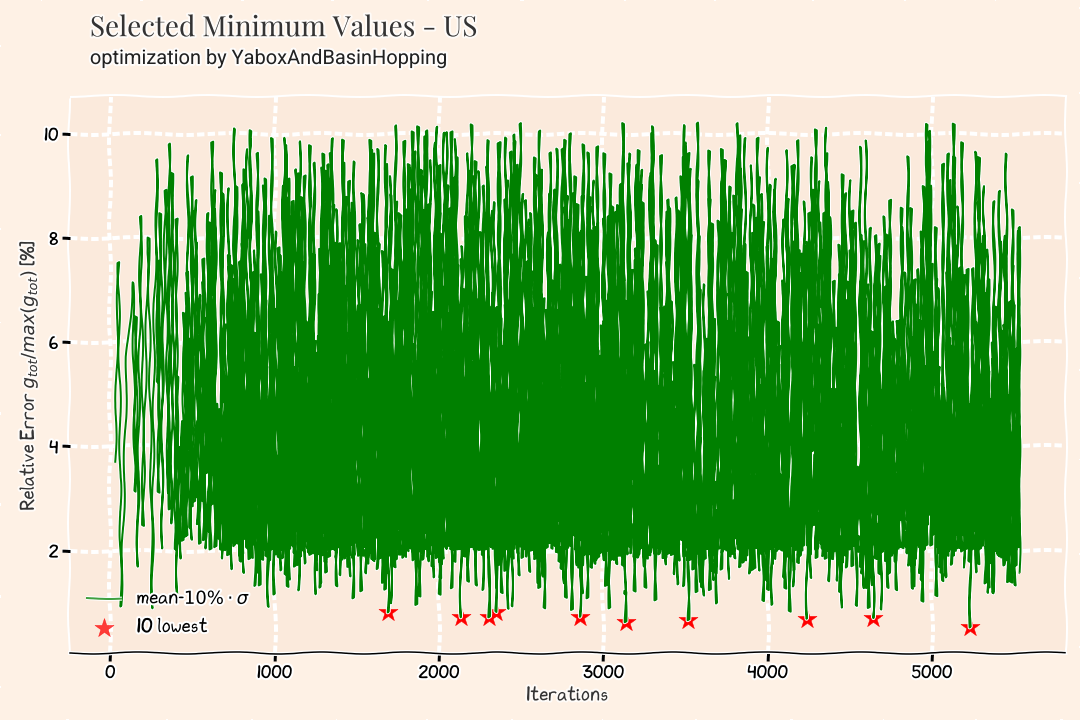 Selected Minimum Values - US
optimization by YaboxAndBasinHopping
10
8
6
4
2
Relative Error g_tot/max(g_tot) [%]
mean-10% · σ
10 lowest
0 1000 2000 3000 4000 5000
Iterations